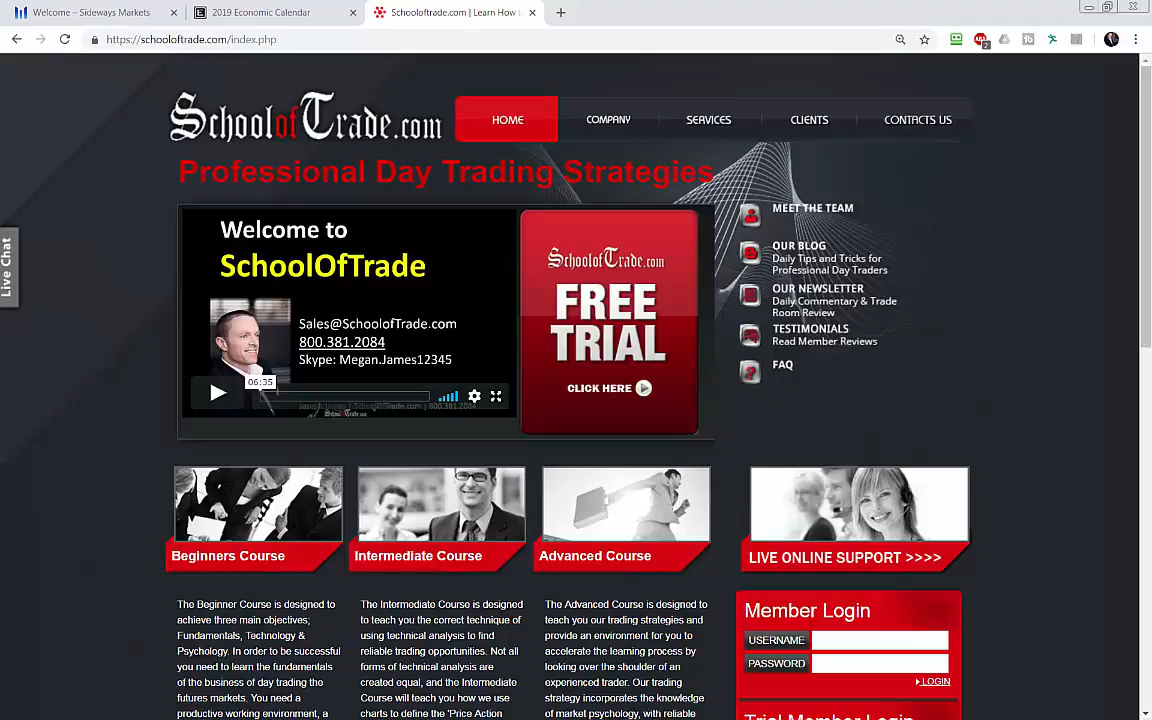 Welcome – Sideways Markets
2019 Economic Calendar
Schooloftrade.com | Learn How
https://schooloftrade.com/index.php
2
SchoolofTrade.com
HOME
COMPANY
SERVICES
CLIENTS
CONTACTS US
Professional Day Trading Strategies
Welcome to
SchoolOfTrade
Sales@SchoolofTrade.com
800.381.2084
Skype: Megan.James12345
06:35
Joseph James | SchoolOfTrade.com | 800.381.2084
SchoolofTrade.com
FREE
TRIAL
CLICK HERE
MEET THE TEAM
OUR BLOG
Daily Tips and Tricks for
Professional Day Traders
OUR NEWSLETTER
Daily Commentary & Trade
Room Review
TESTIMONIALS
Read Member Reviews
FAQ
Live Chat
Beginners Course
Intermediate Course
Advanced Course
LIVE ONLINE SUPPORT >>>>
The Beginner Course is designed to
achieve three main objectives;
Fundamentals, Technology &
Psychology. In order to be successful
you need to learn the fundamentals
of the business of day trading the
futures markets. You need a
productive working environment, a
The Intermediate Course is designed
to teach you the correct technique of
using technical analysis to find
reliable trading opportunities. Not all
forms of technical analysis are
created equal, and the Intermediate
Course will teach you how we use
charts to define the 'Price Action
The Advanced Course is designed to
teach you our trading strategies and
provide an environment for you to
accelerate the learning process by
looking over the shoulder of an
experienced trader. Our trading
strategy incorporates the knowledge
of market psychology, with reliable
Member Login
USERNAME
PASSWORD
LOGIN
Trial Member Login